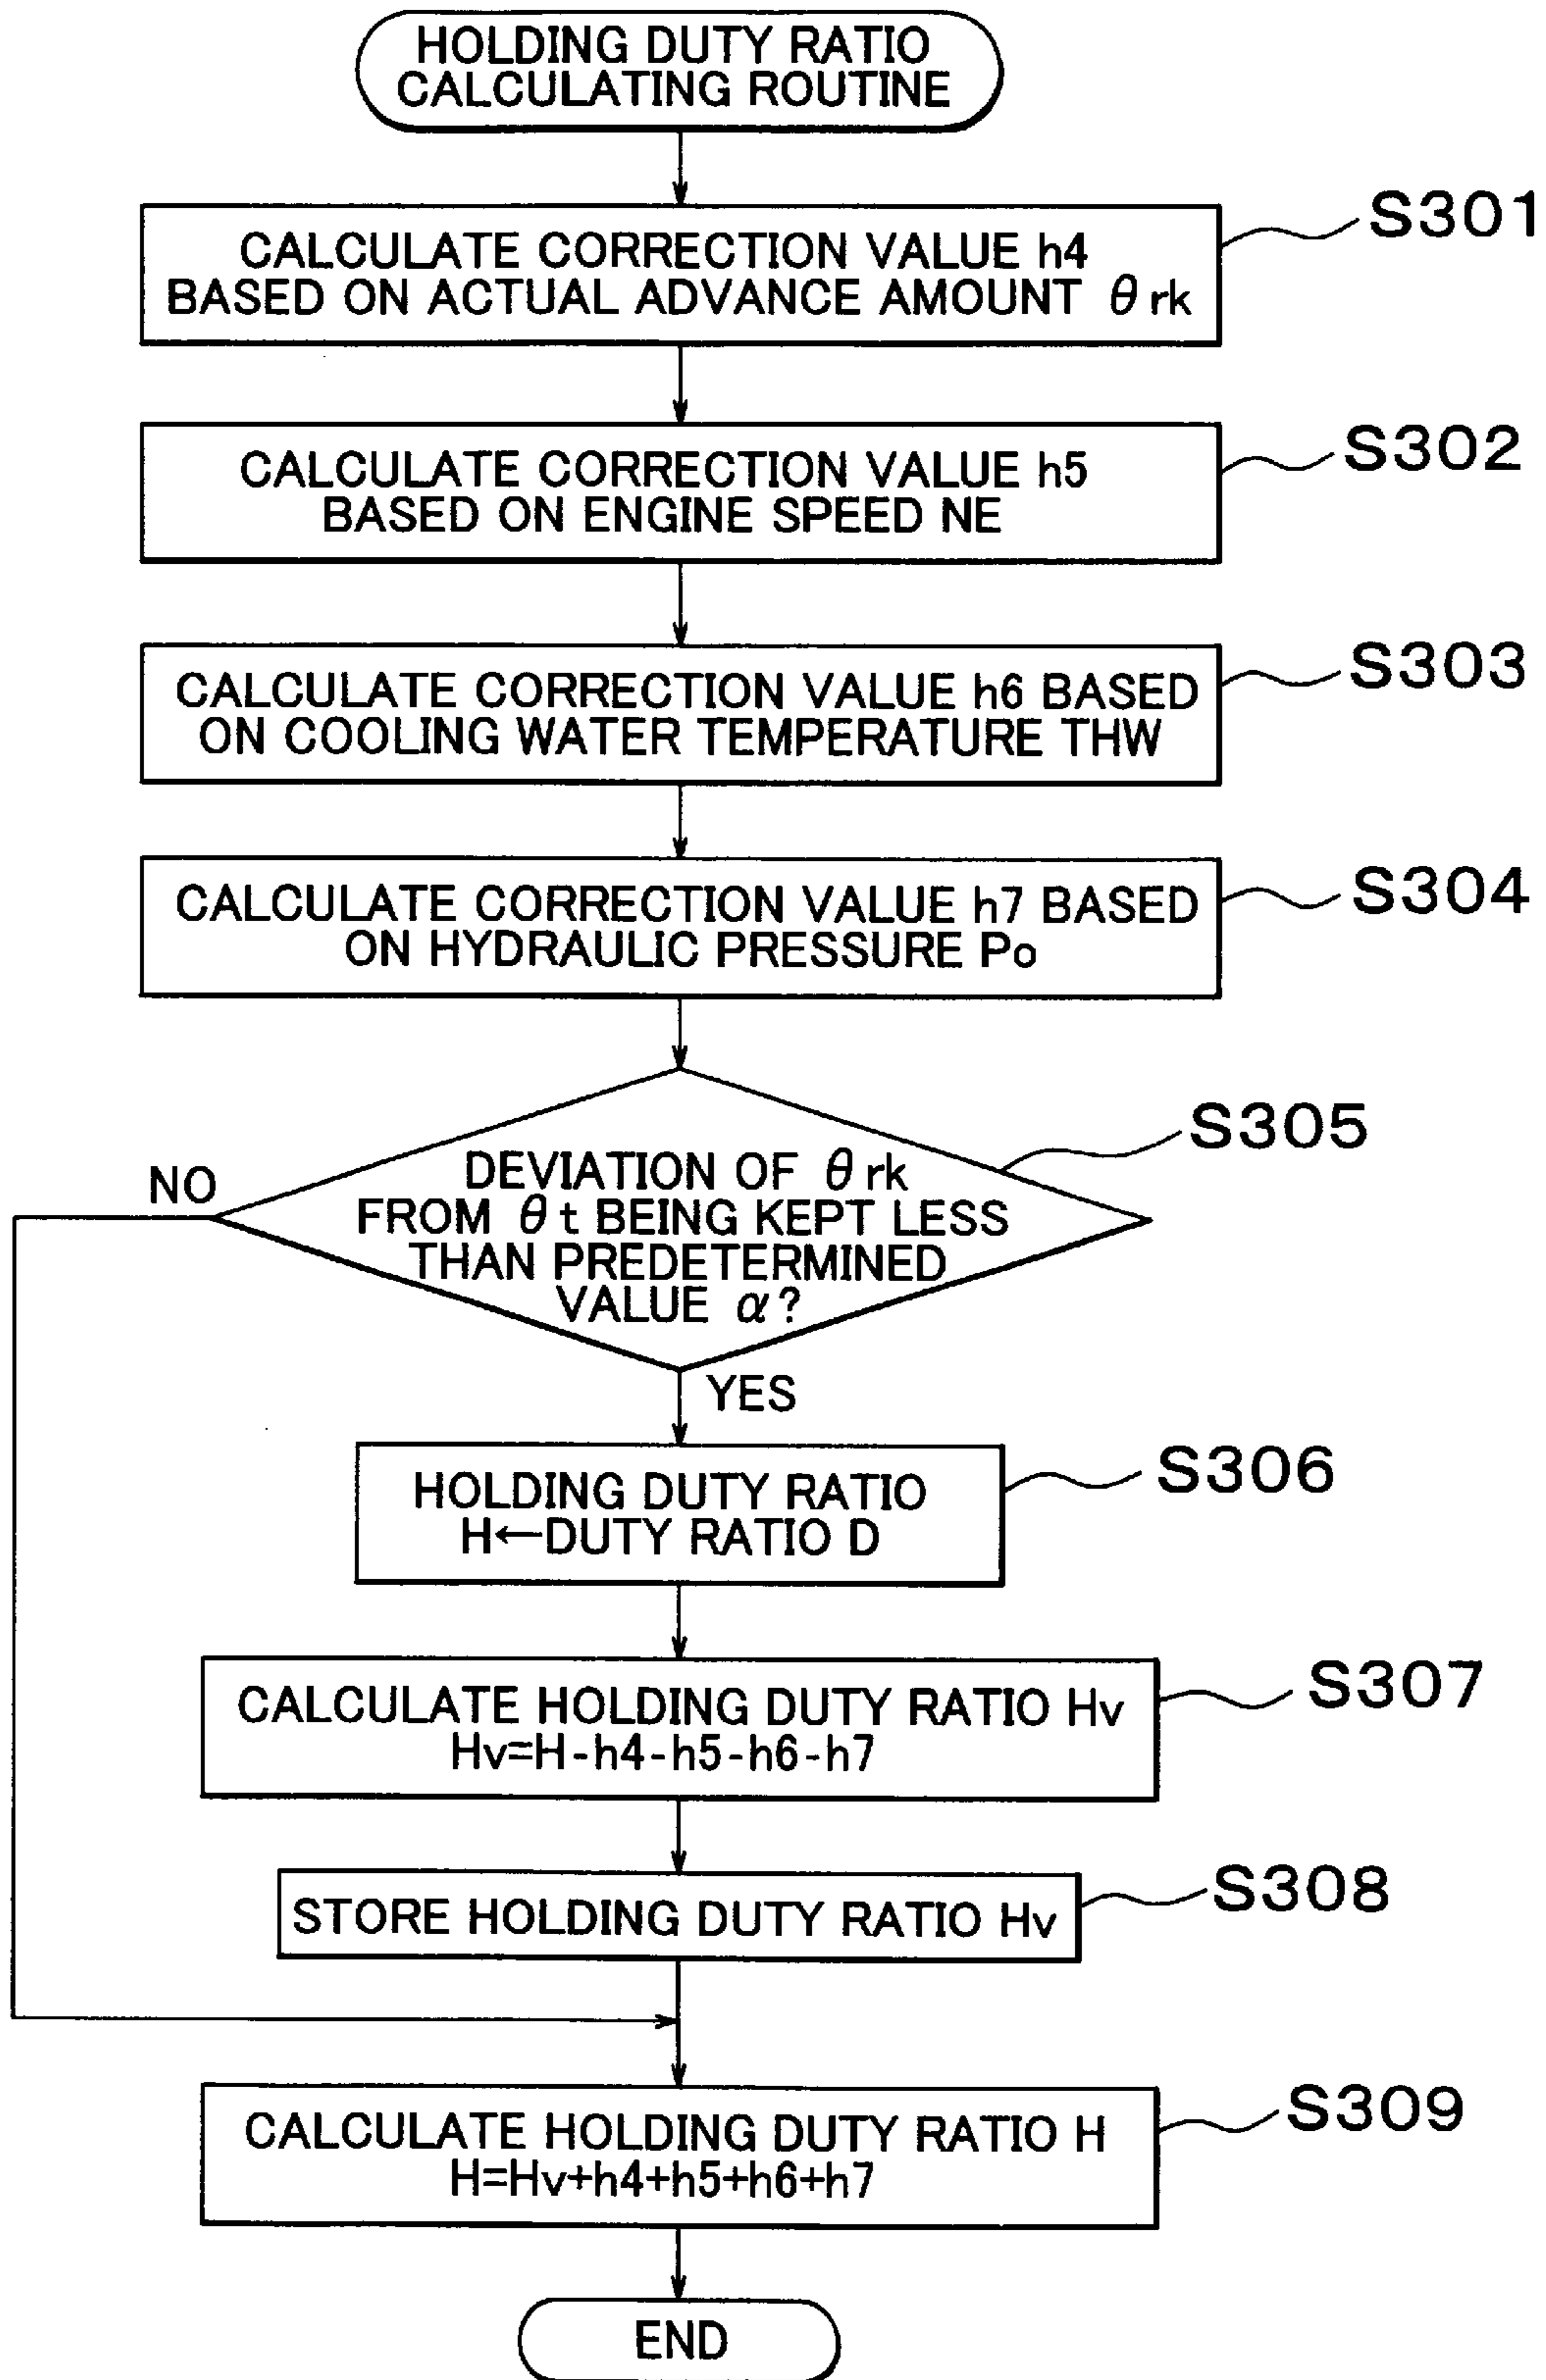 HOLDING DUTY RATIO
CALCULATING ROUTINE
CALCULATE CORRECTION VALUE h4
BASED ON ACTUAL ADVANCE AMOUNT θrk
S301
CALCULATE CORRECTION VALUE h5
BASED ON ENGINE SPEED NE
S302
CALCULATE CORRECTION VALUE h6 BASED
ON COOLING WATER TEMPERATURE THW
S303
CALCULATE CORRECTION VALUE h7 BASED
ON HYDRAULIC PRESSURE Po
S304
DEVIATION OF θrk
FROM θt BEING KEPT LESS
THAN PREDETERMINED
VALUE α?
S305
NO
YES
HOLDING DUTY RATIO
H←DUTY RATIO D
S306
CALCULATE HOLDING DUTY RATIO Hv
Hv=H-h4-h5-h6-h7
S307
STORE HOLDING DUTY RATIO Hv
S308
CALCULATE HOLDING DUTY RATIO H
H=Hv+h4+h5+h6+h7
S309
END